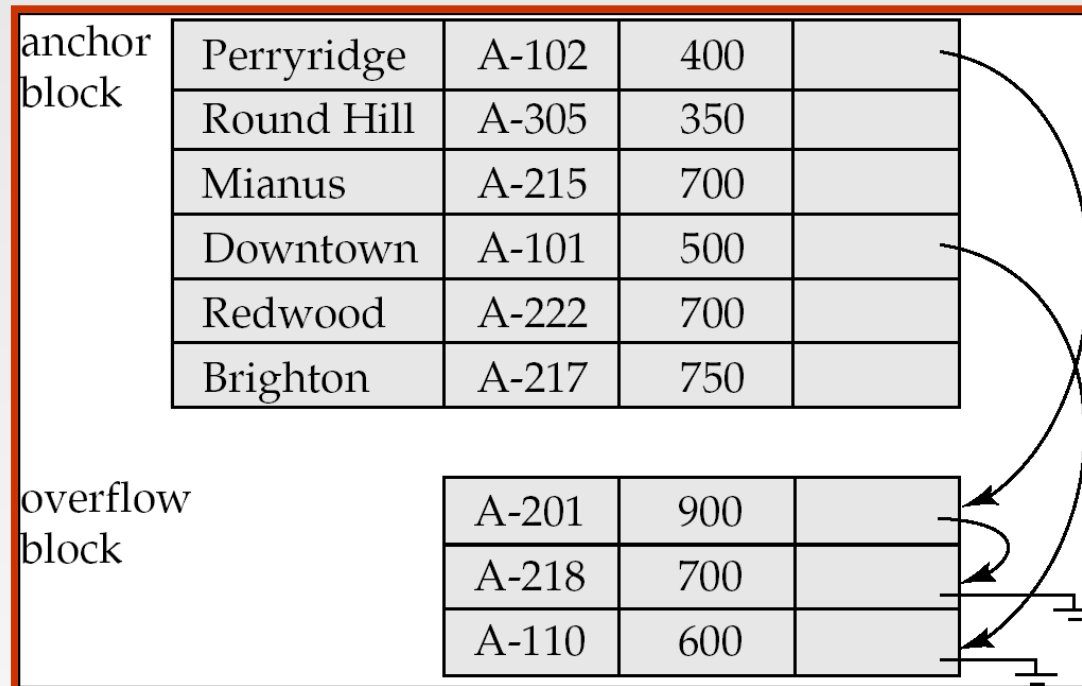 anchor block
Perryridge A-102 400
Round Hill A-305 350
Mianus A-215 700
Downtown A-101 500
Redwood A-222 700
Brighton A-217 750
overflow block
A-201 900
A-218 700
A-110 600